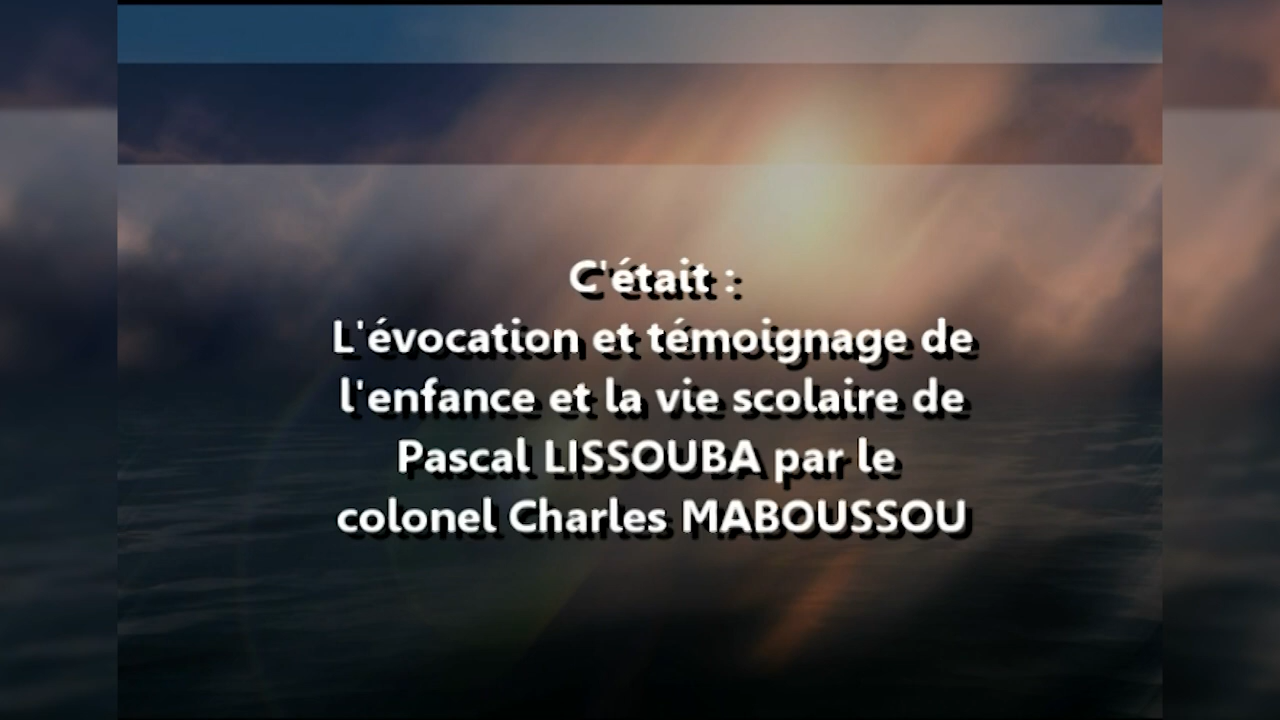 C'était :
L'évocation et témoignage de
l'enfance et la vie scolaire de
Pascal LISSOUBA par le
colonel Charles MABOUSSOU